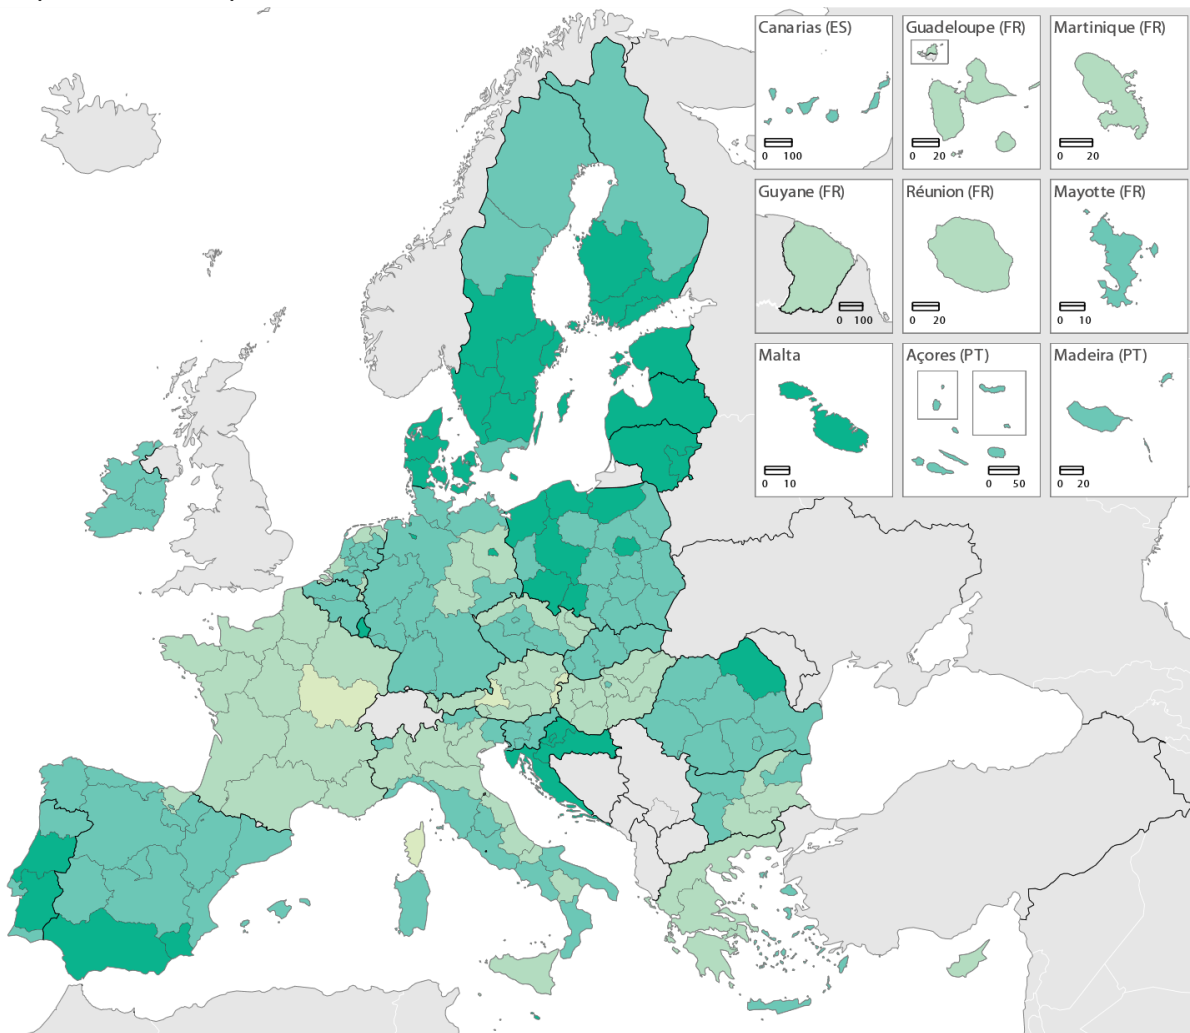 Canarias (ES)
0 100
Guadeloupe (FR)
0 20
Martinique (FR)
0 20
Guyane (FR)
0 100
Réunion (FR)
0 20
Mayotte (FR)
0 10
Malta
0 10
Açores (PT)
0 50
Madeira (PT)
0 20